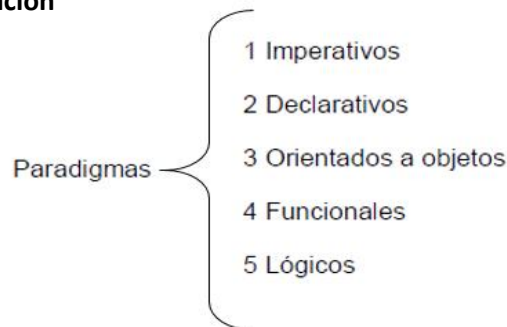 1 Imperativos
2 Declarativos
3 Orientados a objetos
Paradigmas
4 Funcionales
5 Lógicos